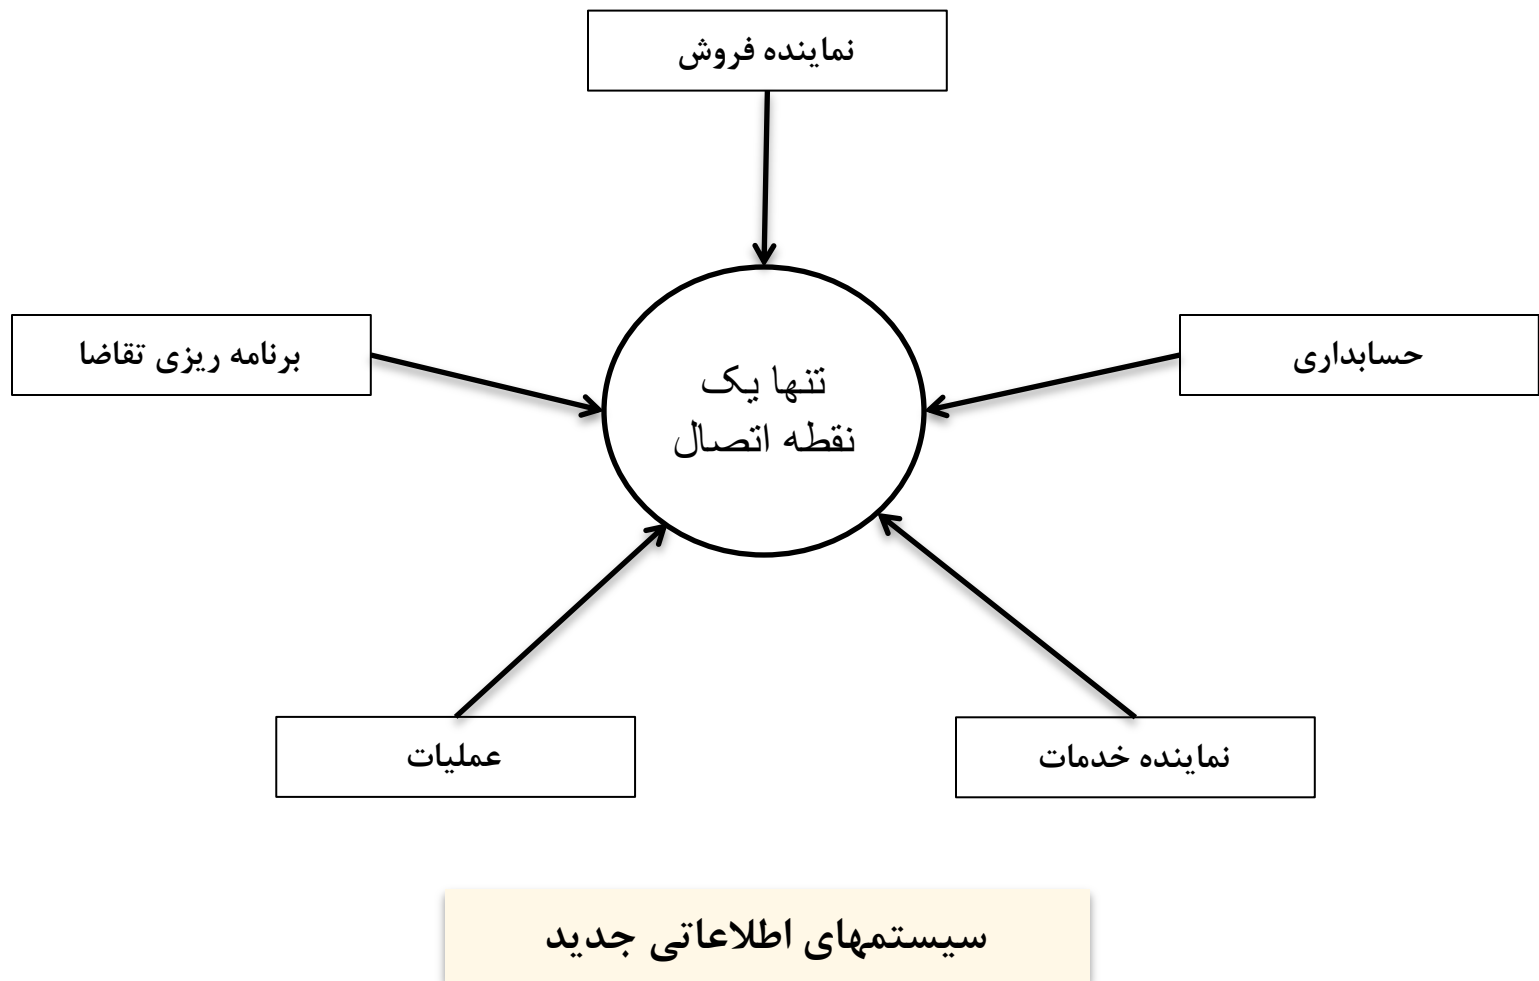 نماینده فروش
حسابداری
برنامه ریزی تقاضا
تنها یک
نقطه اتصال
نماینده خدمات
عملیات
سیستمهای اطلاعاتی جدید